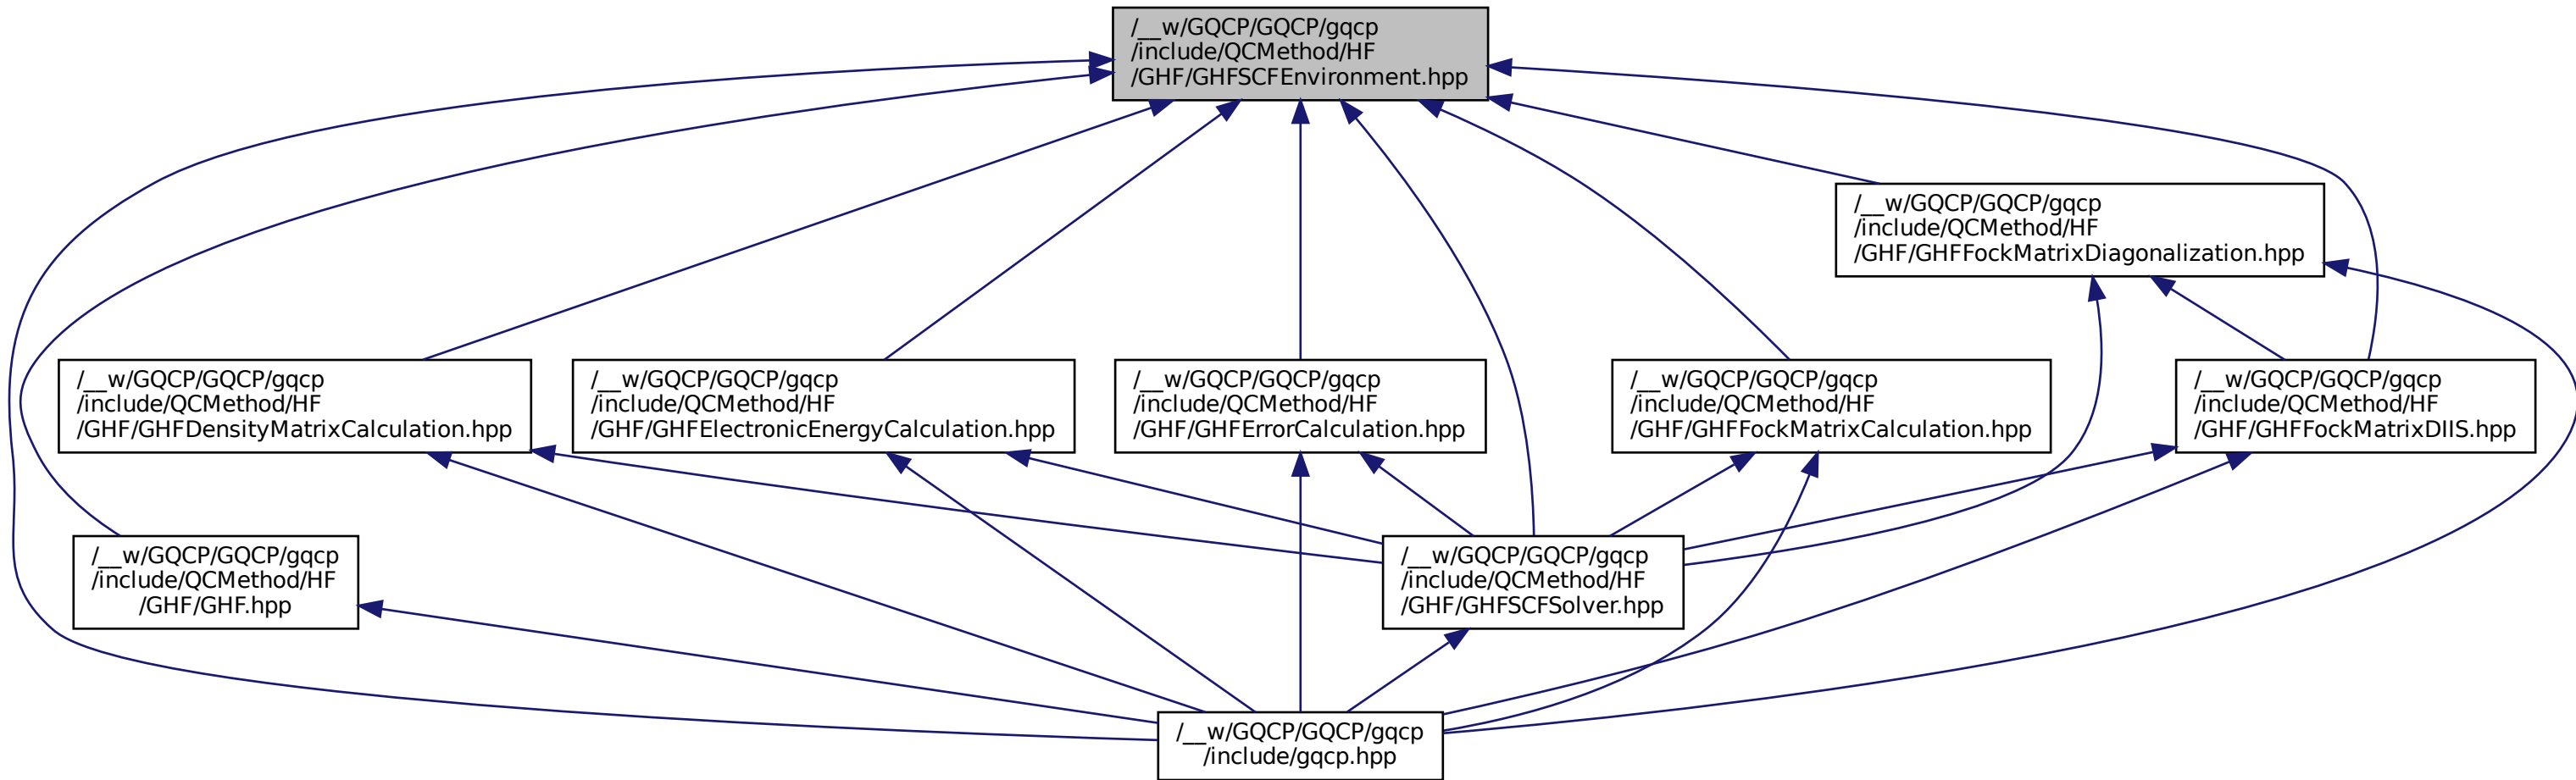 /__w/GQCP/GQCP/gqcp
/include/QCMethod/HF
/GHF/GHFSCFEnvironment.hpp
/__w/GQCP/GQCP/gqcp
/include/QCMethod/HF
/GHF/GHFFockMatrixDiagonalization.hpp
/__w/GQCP/GQCP/gqcp
/include/QCMethod/HF
/GHF/GHFDensityMatrixCalculation.hpp
/__w/GQCP/GQCP/gqcp
/include/QCMethod/HF
/GHF/GHFElectronicEnergyCalculation.hpp
/__w/GQCP/GQCP/gqcp
/include/QCMethod/HF
/GHF/GHFErrorCalculation.hpp
/__w/GQCP/GQCP/gqcp
/include/QCMethod/HF
/GHF/GHFFockMatrixCalculation.hpp
/__w/GQCP/GQCP/gqcp
/include/QCMethod/HF
/GHF/GHFFockMatrixDIIS.hpp
/__w/GQCP/GQCP/gqcp
/include/QCMethod/HF
/GHF/GHF.hpp
/__w/GQCP/GQCP/gqcp
/include/QCMethod/HF
/GHF/GHFSCFSolver.hpp
/__w/GQCP/GQCP/gqcp
/include/gqcp.hpp